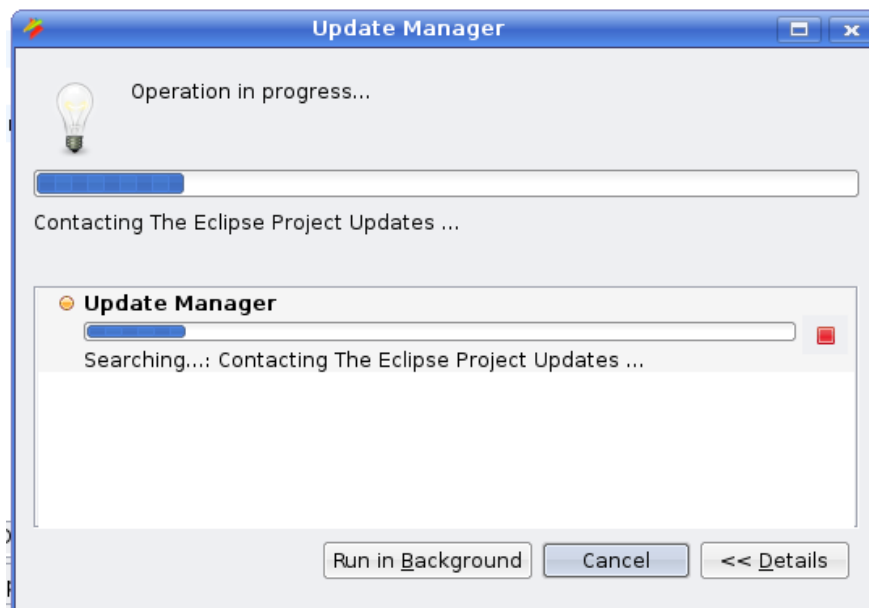 Update Manager
Operation in progress...
Contacting The Eclipse Project Updates ...
Update Manager
Searching...: Contacting The Eclipse Project Updates ...
Run in Background Cancel << Details